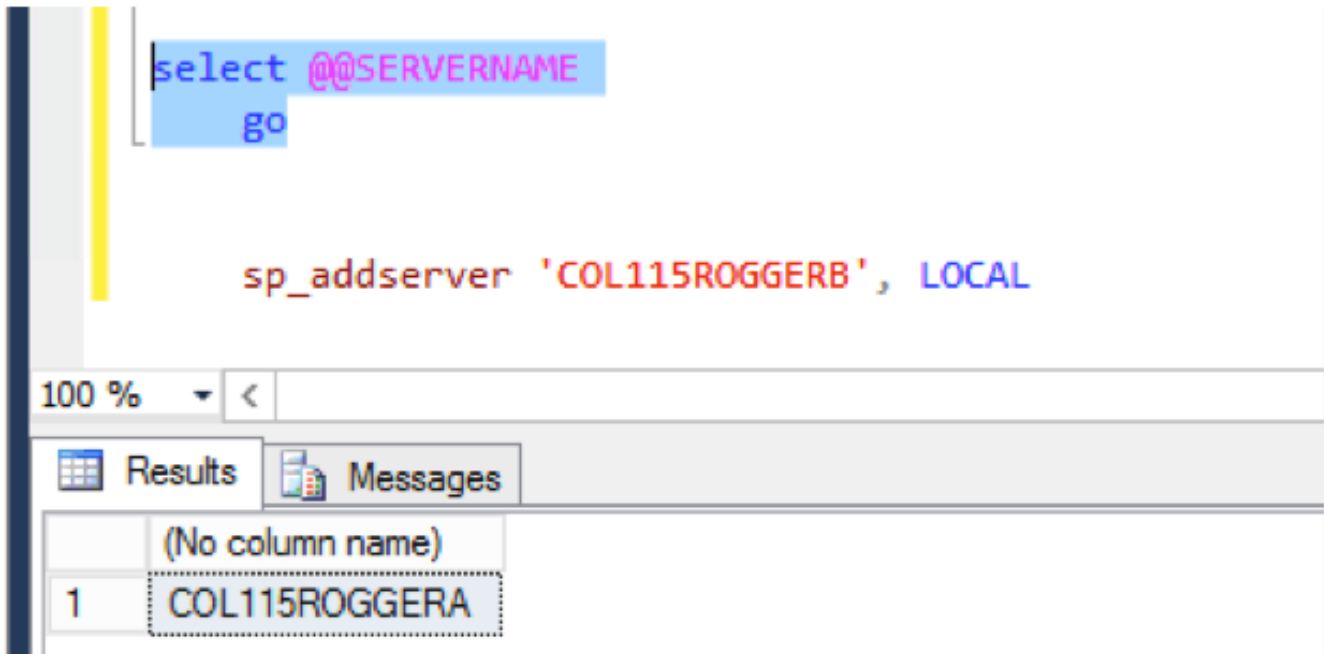 select @@SERVERNAME
go
sp_addserver 'COL115ROGGERB', LOCAL
100 %
Results Messages
(No column name)
1 COL115ROGGERA